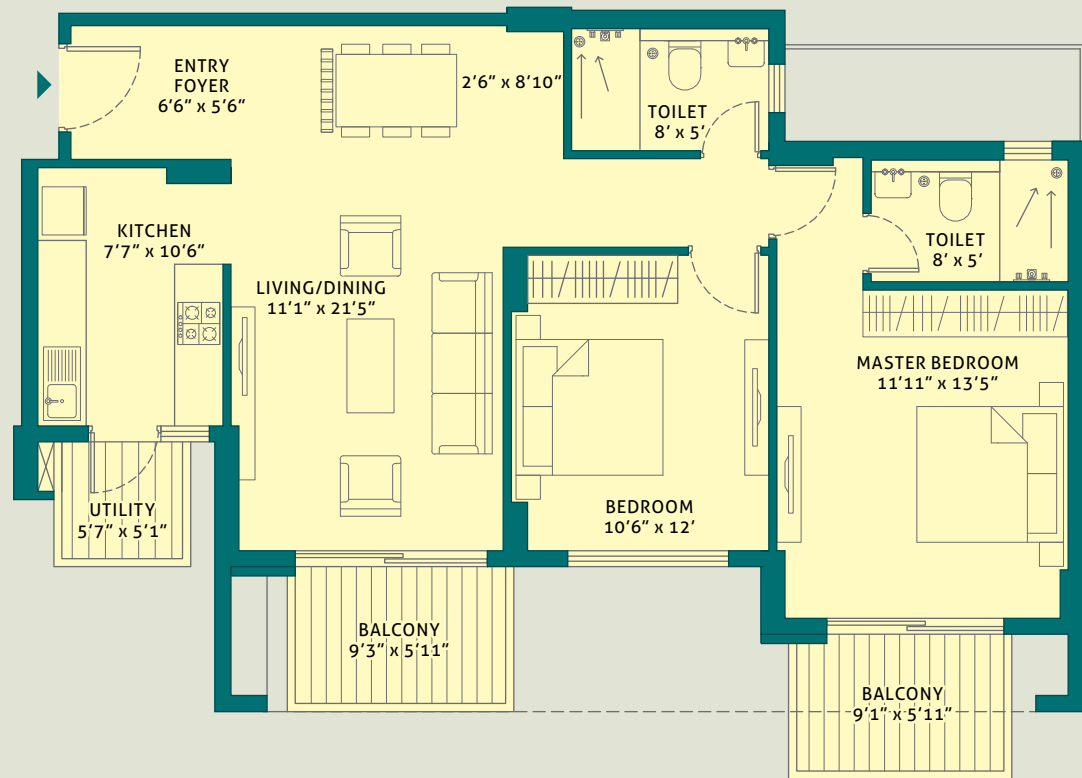 ENTRY
FOYER
6’6” x 5’6”
2’6” x 8’10”
TOILET
8’ x 5’
KITCHEN
7’7” x 10’6”
TOILET
8’ x 5’
LIVING/DINING
11’1” x 21’5”
MASTER BEDROOM
11’11” x 13’5”
UTILITY
5’7” x 5’1”
BEDROOM
10’6” x 12’
BALCONY
9’3” x 5’11”
BALCONY
9’1” x 5’11”